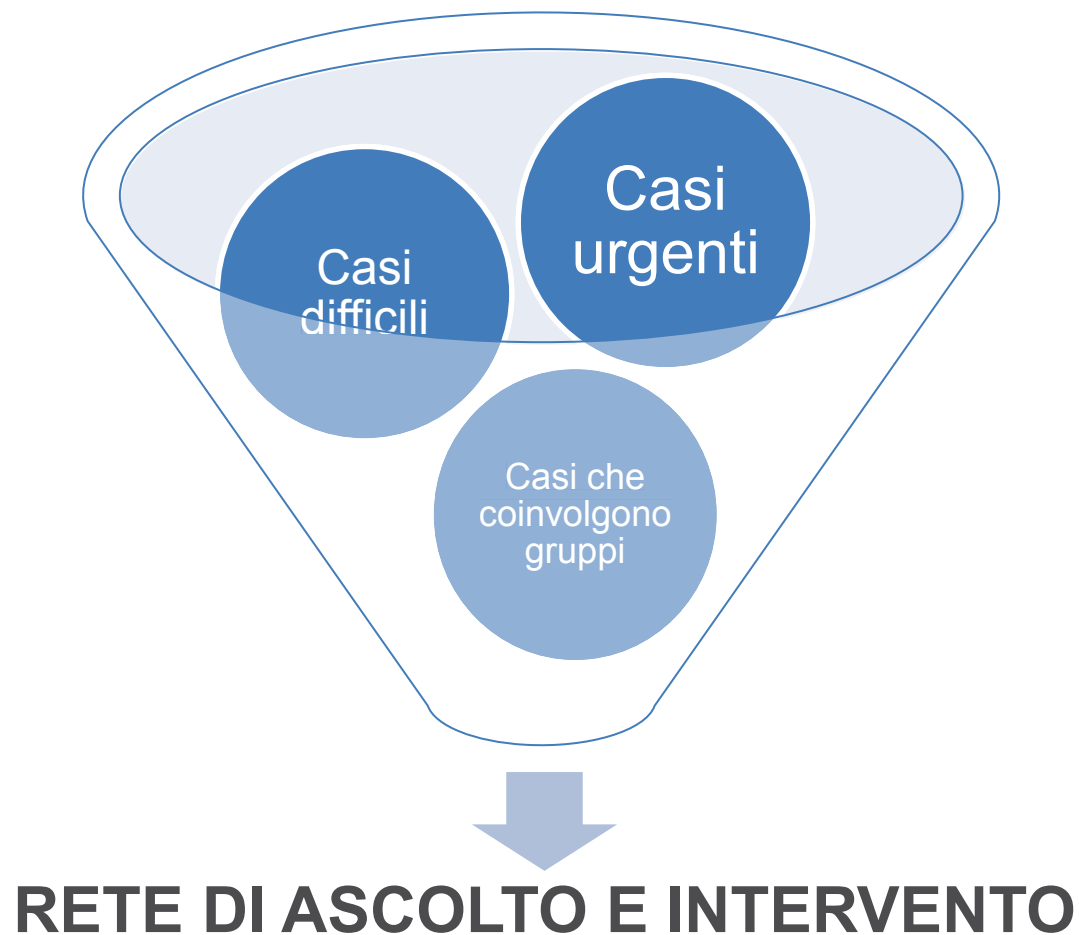 Casi
urgenti
Casi
difficili
Casi che
coinvolgono
gruppi
RETE DI ASCOLTO E INTERVENTO